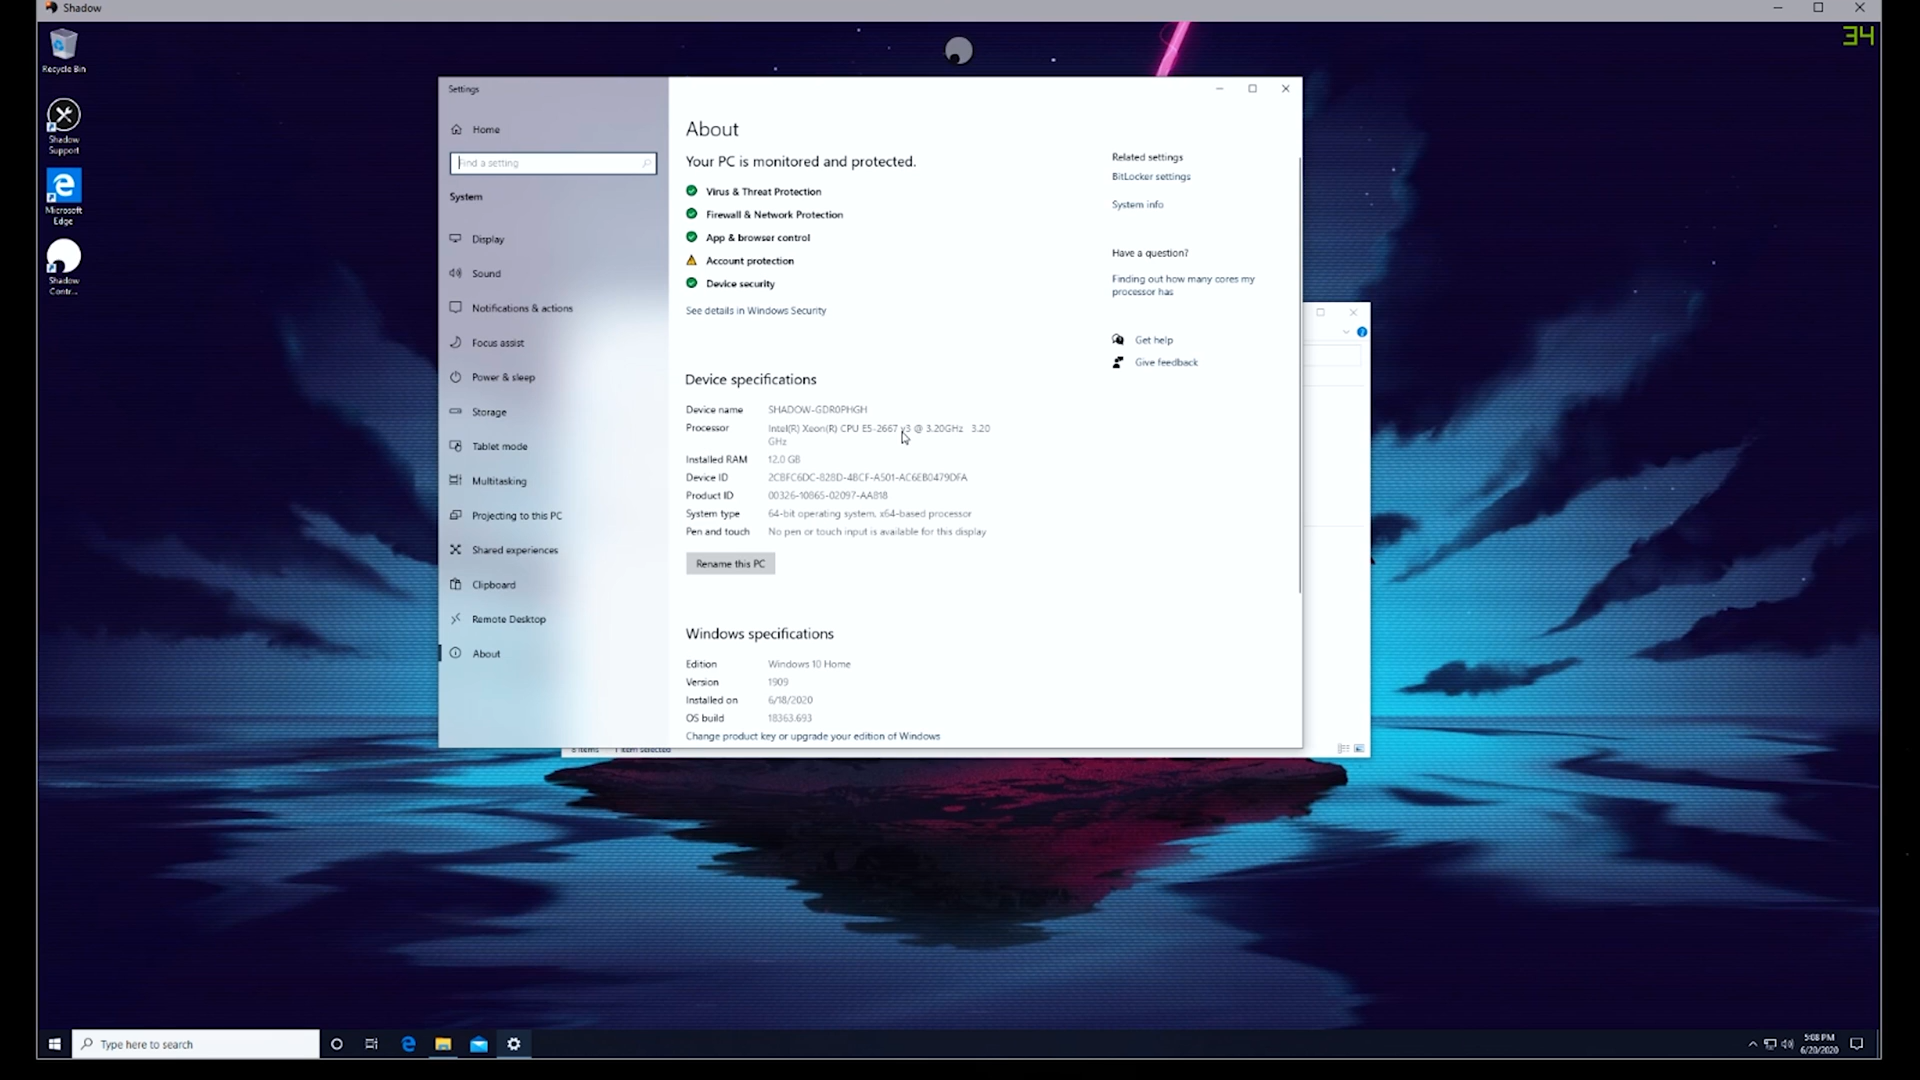 Shadow
34
Recycle Bin
Shadow
Support
Microsoft
Edge
Shadow
Contr...
Settings
Home
Find a setting
System
Display
Sound
Notifications & actions
Focus assist
Power & sleep
Storage
Tablet mode
Multitasking
Projecting to this PC
Shared experiences
Clipboard
Remote Desktop
About
About
Your PC is monitored and protected.
Virus & Threat Protection
Firewall & Network Protection
App & browser control
Account protection
Device security
See details in Windows Security
Device specifications
Device name SHADOW-GDR0PHGH
Processor Intel(R) Xeon(R) CPU E5-2667 v3 @ 3.20GHz 3.20
GHz
Installed RAM 12.0 GB
Device ID 2C8FC6DC-828D-48CF-A501-AC6EB0479DFA
Product ID 00326-10865-02097-AA818
System type 64-bit operating system, x64-based processor
Pen and touch No pen or touch input is available for this display
Rename this PC
Windows specifications
Edition Windows 10 Home
Version 1909
Installed on 6/18/2020
OS build 18363.693
Change product key or upgrade your edition of Windows
Related settings
BitLocker settings
System info
Have a question?
Finding out how many cores my
processor has
Get help
Give feedback
8 items 1 item selected
Type here to search
5:08 PM
6/20/2020